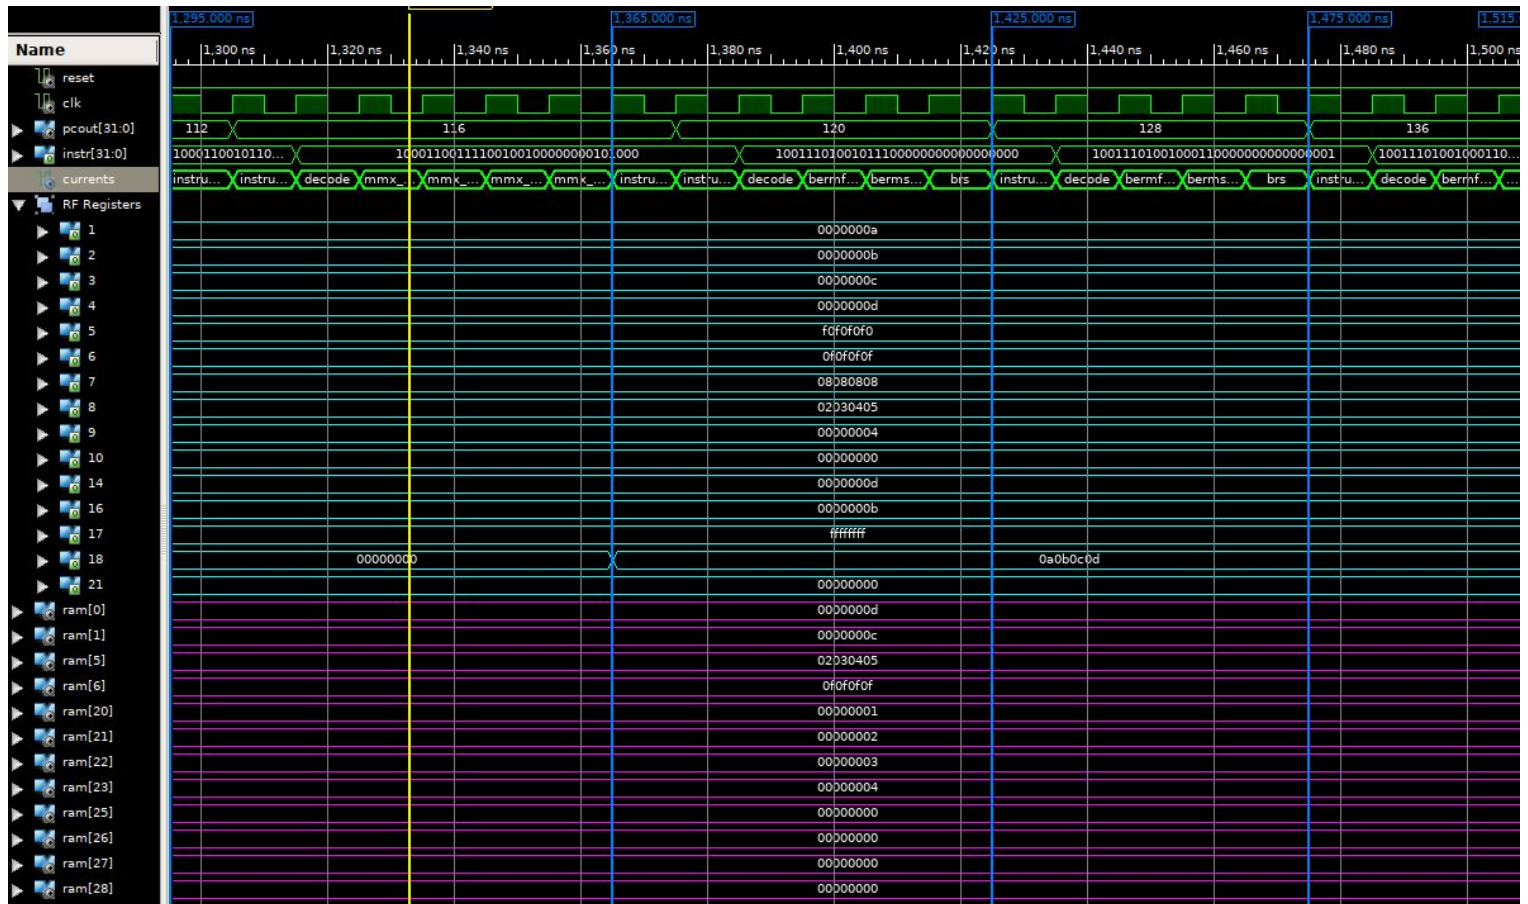 1,295.000 ns 1,365.000 ns 1,425.000 ns 1,475.000 ns 1,515.
Name 1,300 ns 1,320 ns 1,340 ns 1,360 ns 1,380 ns 1,400 ns 1,420 ns 1,440 ns 1,460 ns 1,480 ns 1,500 ns
reset
clk
pcout[31:0] 112 116 120 128 136
instr[31:0] 1000110010110... 10001100111100100100000000101000 10011101001011100000000000000000 10011101001000110000000000000001 10011101001000110...
currents instru... instru... decode mmx_... mmx_... mmx_... mmx_... instru... instru... decode bermf... berms... brs instru... decode bermf... berms... brs instru... decode bermf... ...
RF Registers
1 0000000a
2 0000000b
3 0000000c
4 0000000d
5 f0f0f0f0
6 0f0f0f0f
7 08080808
8 02030405
9 00000004
10 00000000
14 0000000d
16 0000000b
17 ffffffff
18 00000000 0a0b0c0d
21 00000000
ram[0] 0000000d
ram[1] 0000000c
ram[5] 02030405
ram[6] 0f0f0f0f
ram[20] 00000001
ram[21] 00000002
ram[22] 00000003
ram[23] 00000004
ram[25] 00000000
ram[26] 00000000
ram[27] 00000000
ram[28] 00000000